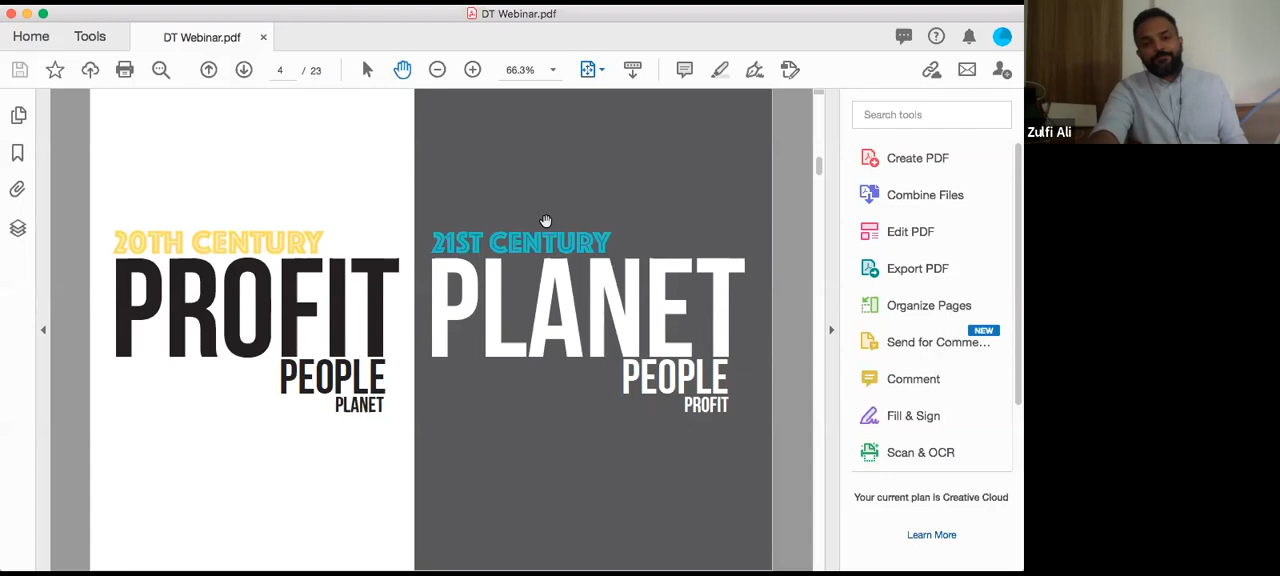 DT Webinar.pdf
Home
Tools
DT Webinar.pdf
4 / 23
66.3%
20TH CENTURY
PROFIT
PEOPLE
PLANET
21ST CENTURY
PLANET
PEOPLE
PROFIT
Search tools
Create PDF
Combine Files
Edit PDF
Export PDF
Organize Pages
NEW
Send for Comme...
Comment
Fill & Sign
Scan & OCR
Your current plan is Creative Cloud
Learn More
Zulfi Ali